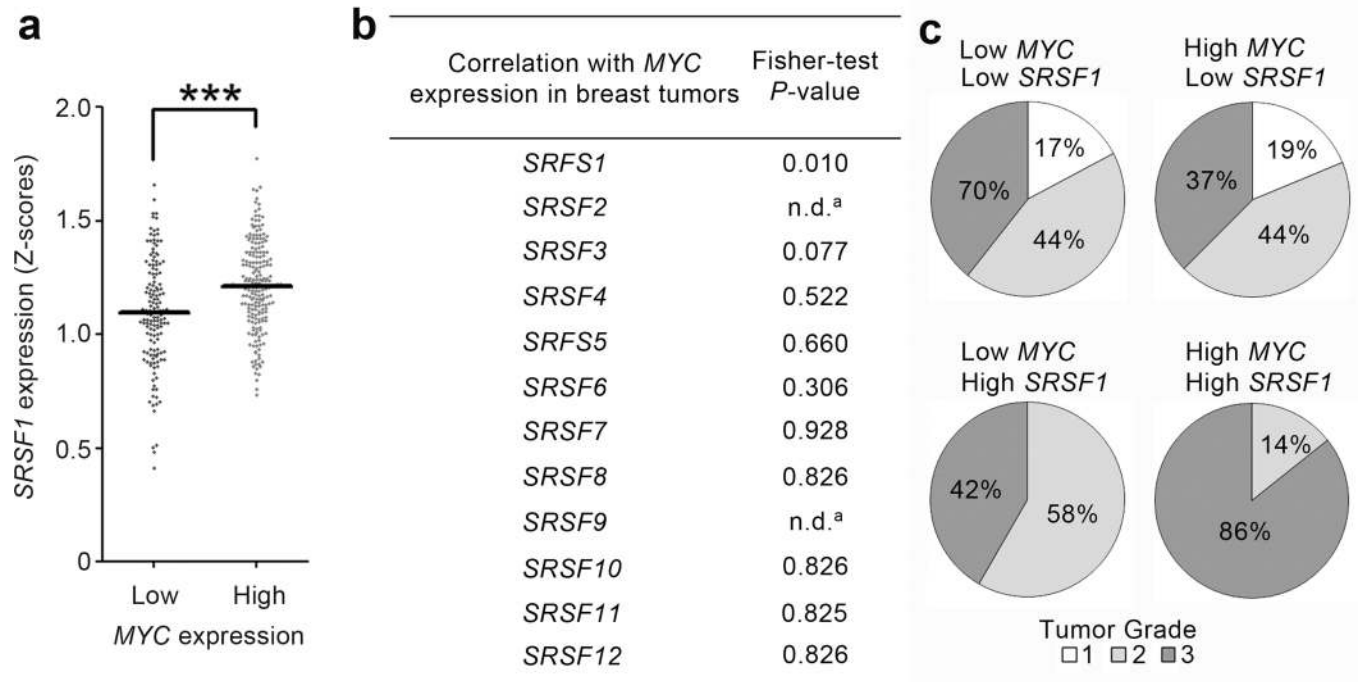 a
***
2.0
1.5
1.0
0.5
0
SRSF1 expression (Z-scores)
Low High
MYC expression
b
Correlation with MYC Fisher-test
expression in breast tumors P-value
SRFS1 0.010
SRSF2 n.d.a
SRSF3 0.077
SRSF4 0.522
SRFS5 0.660
SRSF6 0.306
SRSF7 0.928
SRSF8 0.826
SRSF9 n.d.a
SRSF10 0.826
SRSF11 0.825
SRSF12 0.826
c
Low MYC
Low SRSF1
17%
70%
44%
High MYC
Low SRSF1
19%
37%
44%
Low MYC
High SRSF1
42%
58%
High MYC
High SRSF1
14%
86%
Tumor Grade
1 2 3